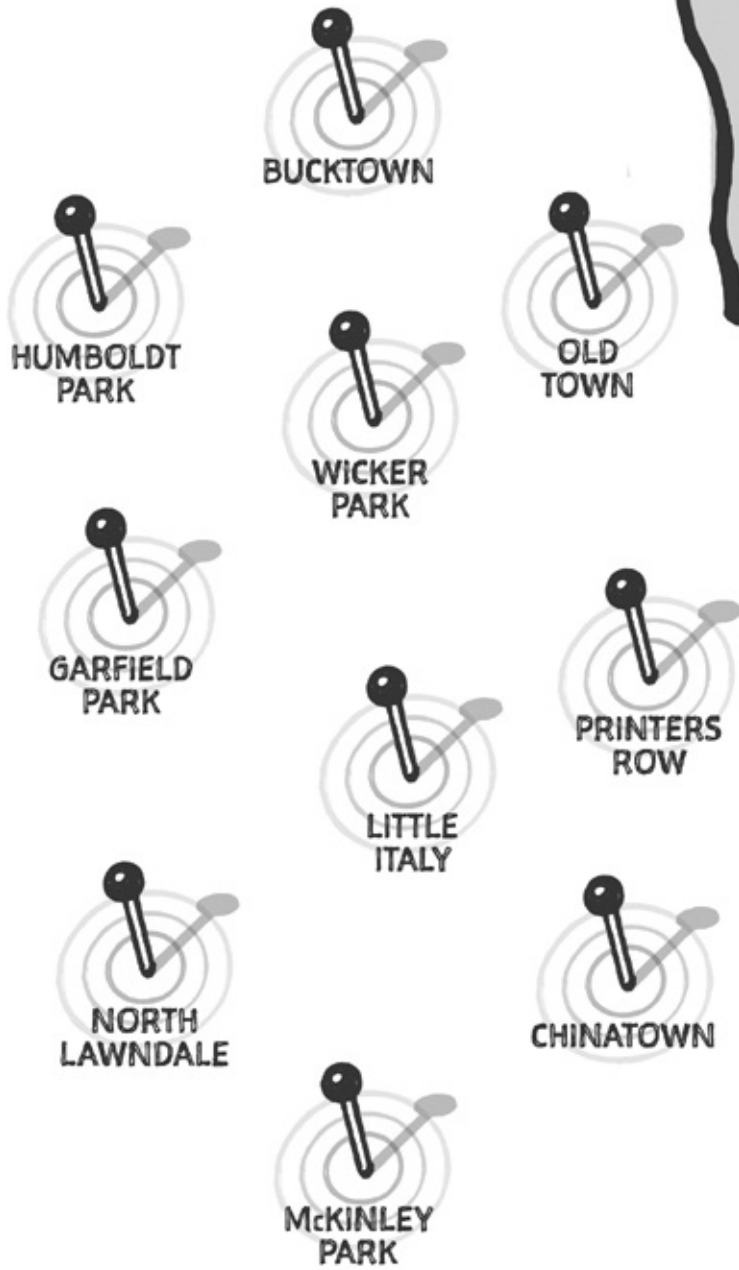 BUCKTOWN
HUMBOLDT
PARK
OLD
TOWN
WICKER
PARK
GARFIELD
PARK
PRINTERS
ROW
LITTLE
ITALY
NORTH
LAWNDALE
CHINATOWN
McKINLEY
PARK